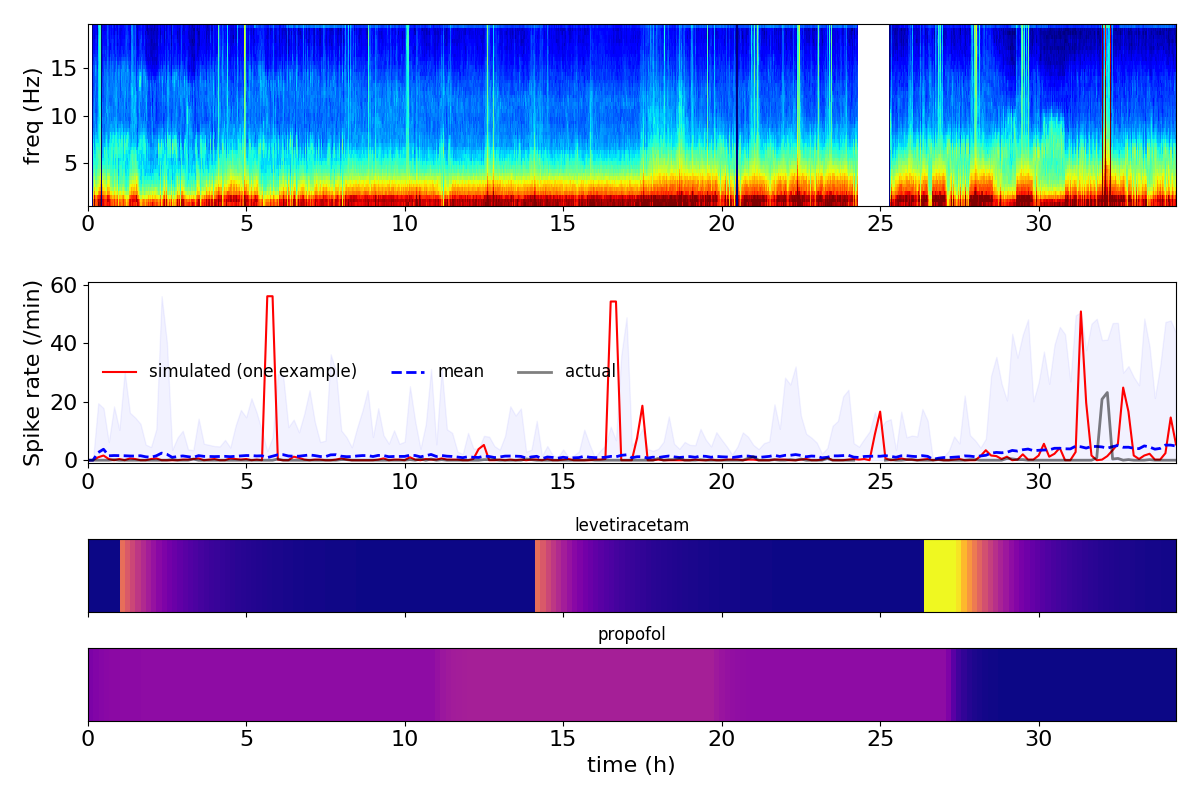 freq (Hz)
15
10
5
0 5 10 15 20 25 30
Spike rate (/min)
60
40
20
0
simulated (one example) mean actual
0 5 10 15 20 25 30
levetiracetam
propofol
0 5 10 15 20 25 30
time (h)